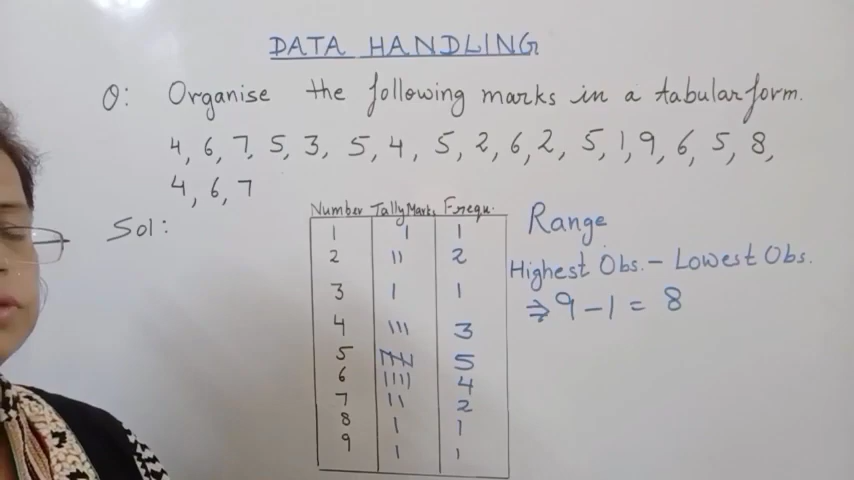 DATA HANDLING
Q: Organise the following marks in a tabular form.
4, 6, 7, 5, 3, 5, 4, 5, 2, 6, 2, 5, 1, 9, 6, 5, 8,
4, 6, 7
Sol:
Number Tally Marks Frequ.
1 | 1
2 || 2
3 | 1
4 ||| 3
5 𝍸 5
6 |||| 4
7 || 2
8 | 1
9 | 1
Range
Highest Obs. - Lowest Obs.
⇒ 9 - 1 = 8